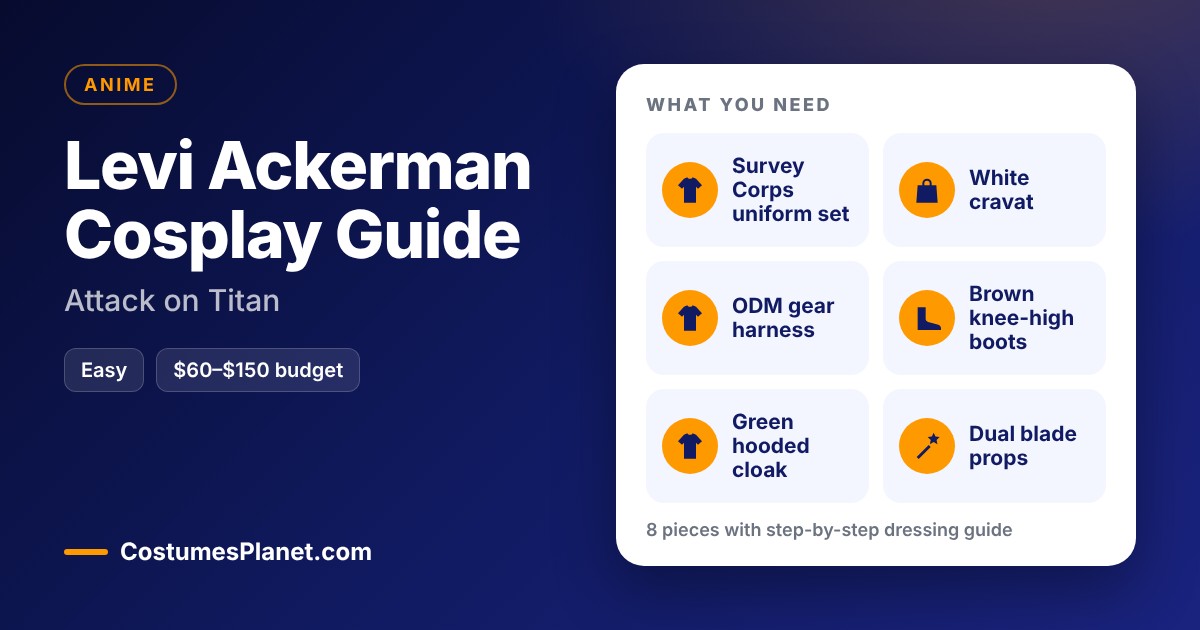 ANIME
Levi Ackerman
Cosplay Guide
Attack on Titan
Easy
$60–$150 budget
CostumesPlanet.com
WHAT YOU NEED
Survey
Corps
uniform set
White
cravat
ODM gear
harness
Brown
knee-high
boots
Green
hooded
cloak
Dual blade
props
8 pieces with step-by-step dressing guide